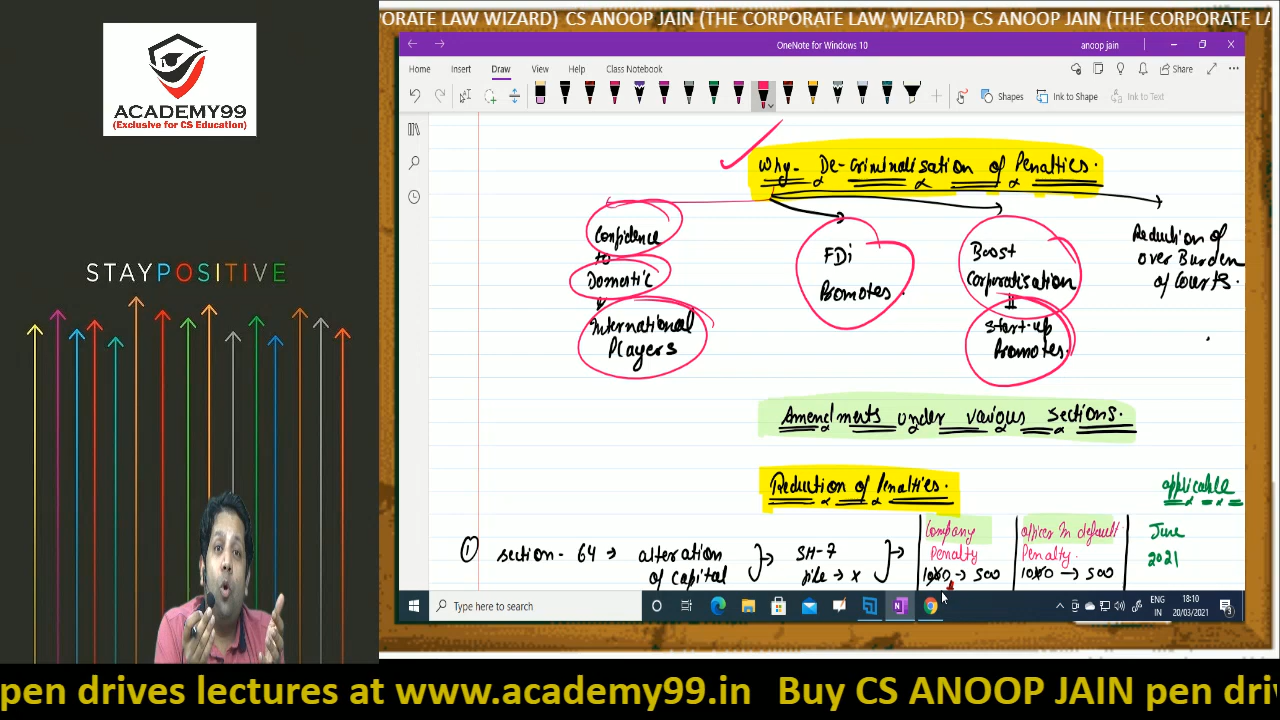 ORATE LAW WIZARD) CS ANOOP JAIN (THE CORPORATE LAW WIZARD) CS ANOOP JAIN (THE CORPORATE LA
ACADEMY99
(Exclusive for CS Education)
STAYPOSITIVE
OneNote for Windows 10
anoop jain
Home Insert Draw View Help Class Notebook
Share
Shapes Ink to Shape Ink to Text
Why De-criminalisation of Penalties.
Confidence
to
Domestic
International
Players
FDi
Promotes.
Boost
Corporatisation
Start-up
Promotes.
Reduction of
over Burden
of Courts.
Amendments under various sections.
Reduction of Penalties.
applicable
① section - 64 → alteration
of capital
SH-7
file → x
Company
Penalty
1000 → 500
officer in default
Penalty.
1000 → 500
June
2021
Type here to search
ENG
IN
18:10
20/03/2021
3
pen drives lectures at www.academy99.in Buy CS ANOOP JAIN pen dri